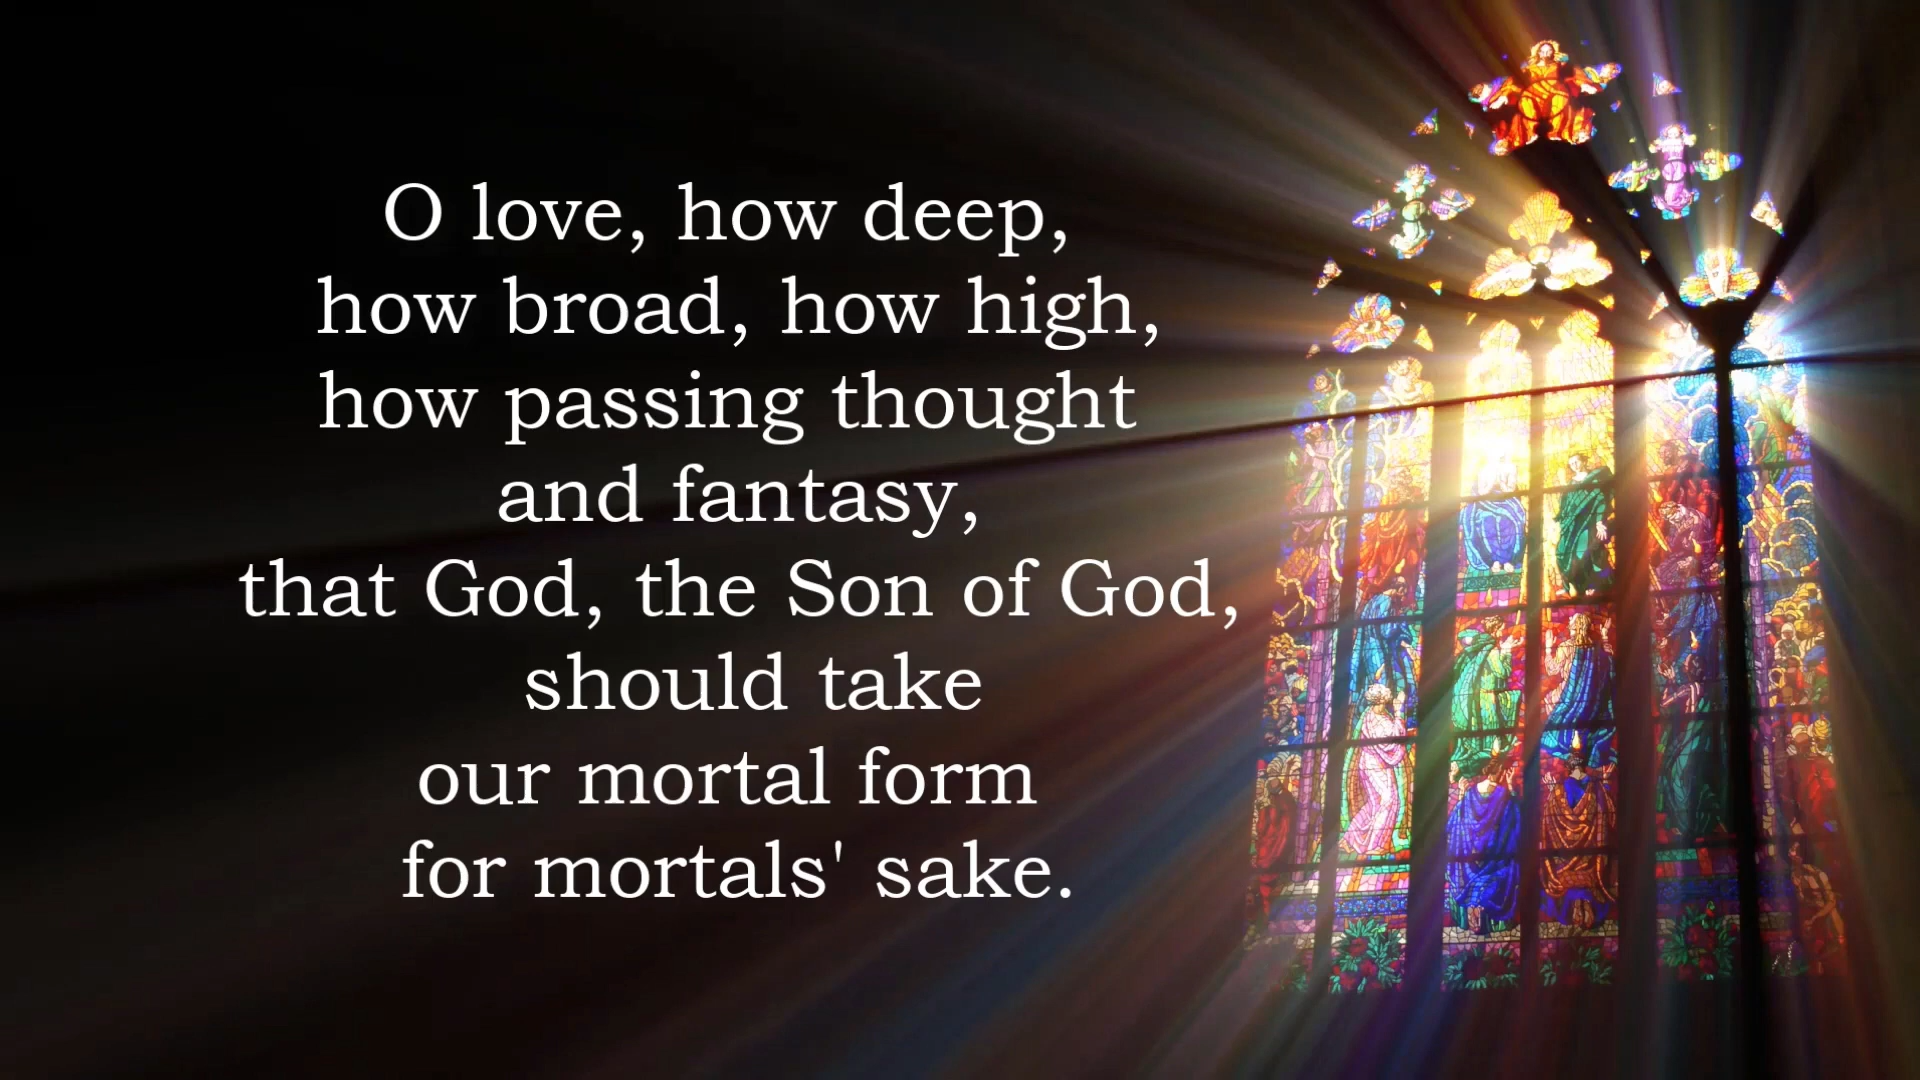 O love, how deep,
how broad, how high,
how passing thought
and fantasy,
that God, the Son of God,
should take
our mortal form
for mortals' sake.